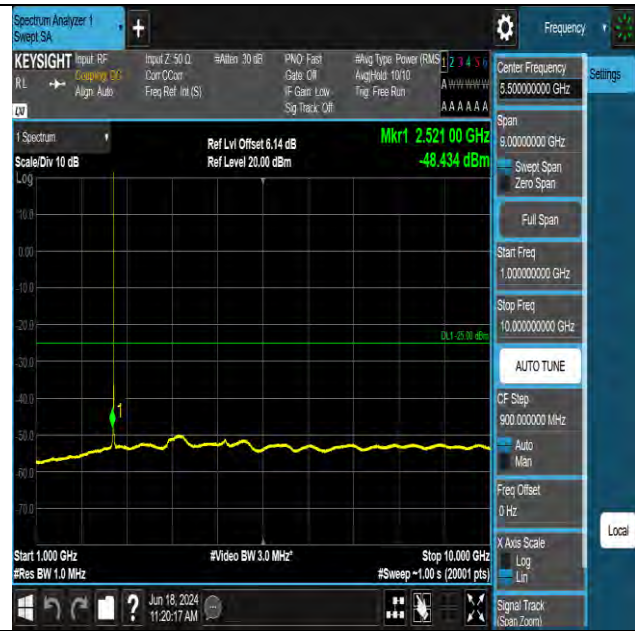 Spectrum Analyzer 1
Swept SA
+
Frequency
KEYSIGHT Input: RF
RL
Coupling: DC
Align: Auto
LXI
Input Z: 50 Ω
Corr CCorr
Freq Ref: Int (S)
#Atten: 30 dB
PNO: Fast
Gate: Off
IF Gain: Low
Sig Track: Off
#Avg Type: Power (RMS
Avg|Hold: 10/10
Trig: Free Run
1 2 3 4 5 6
A W W W W W
A A A A A A
1 Spectrum
Scale/Div 10 dB
Log
Ref Lvl Offset 6.14 dB
Ref Level 20.00 dBm
Mkr1 2.521 00 GHz
-48.434 dBm
10.0
0.00
DL1 -25.00 dBm
-30.0
-40.0
1
-50.0
-60.0
-70.0
Start 1.000 GHz
#Res BW 1.0 MHz
#Video BW 3.0 MHz*
Stop 10.000 GHz
#Sweep ~1.00 s (20001 pts)
Center Frequency
5.500000000 GHz
Settings
Span
9.00000000 GHz
Swept Span
Zero Span
Full Span
Start Freq
1.000000000 GHz
Stop Freq
10.000000000 GHz
AUTO TUNE
CF Step
900.000000 MHz
Auto
Man
Freq Offset
0 Hz
X Axis Scale
Log
Lin
Local
Signal Track
(Span Zoom)
?
Jun 18, 2024
11:20:17 AM